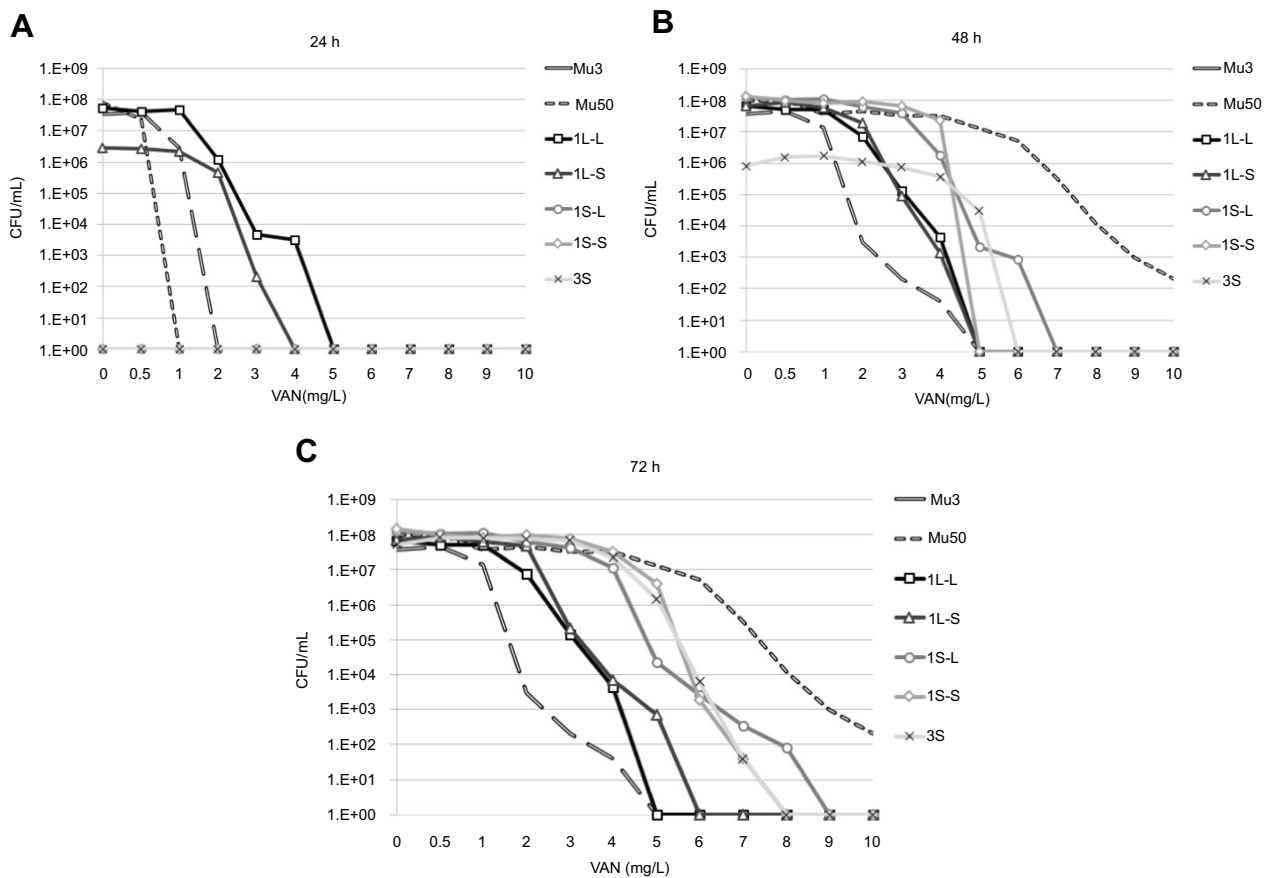 A
24 h
1.E+09
1.E+08
1.E+07
1.E+06
1.E+05
1.E+04
1.E+03
1.E+02
1.E+01
1.E+00
CFU/mL
0 0.5 1 2 3 4 5 6 7 8 9 10
VAN(mg/L)
Mu3
Mu50
1L-L
1L-S
1S-L
1S-S
3S
B
48 h
1.E+09
1.E+08
1.E+07
1.E+06
1.E+05
1.E+04
1.E+03
1.E+02
1.E+01
1.E+00
CFU/mL
0 0.5 1 2 3 4 5 6 7 8 9 10
VAN(mg/L)
Mu3
Mu50
1L-L
1L-S
1S-L
1S-S
3S
C
72 h
1.E+09
1.E+08
1.E+07
1.E+06
1.E+05
1.E+04
1.E+03
1.E+02
1.E+01
1.E+00
CFU/mL
0 0.5 1 2 3 4 5 6 7 8 9 10
VAN (mg/L)
Mu3
Mu50
1L-L
1L-S
1S-L
1S-S
3S